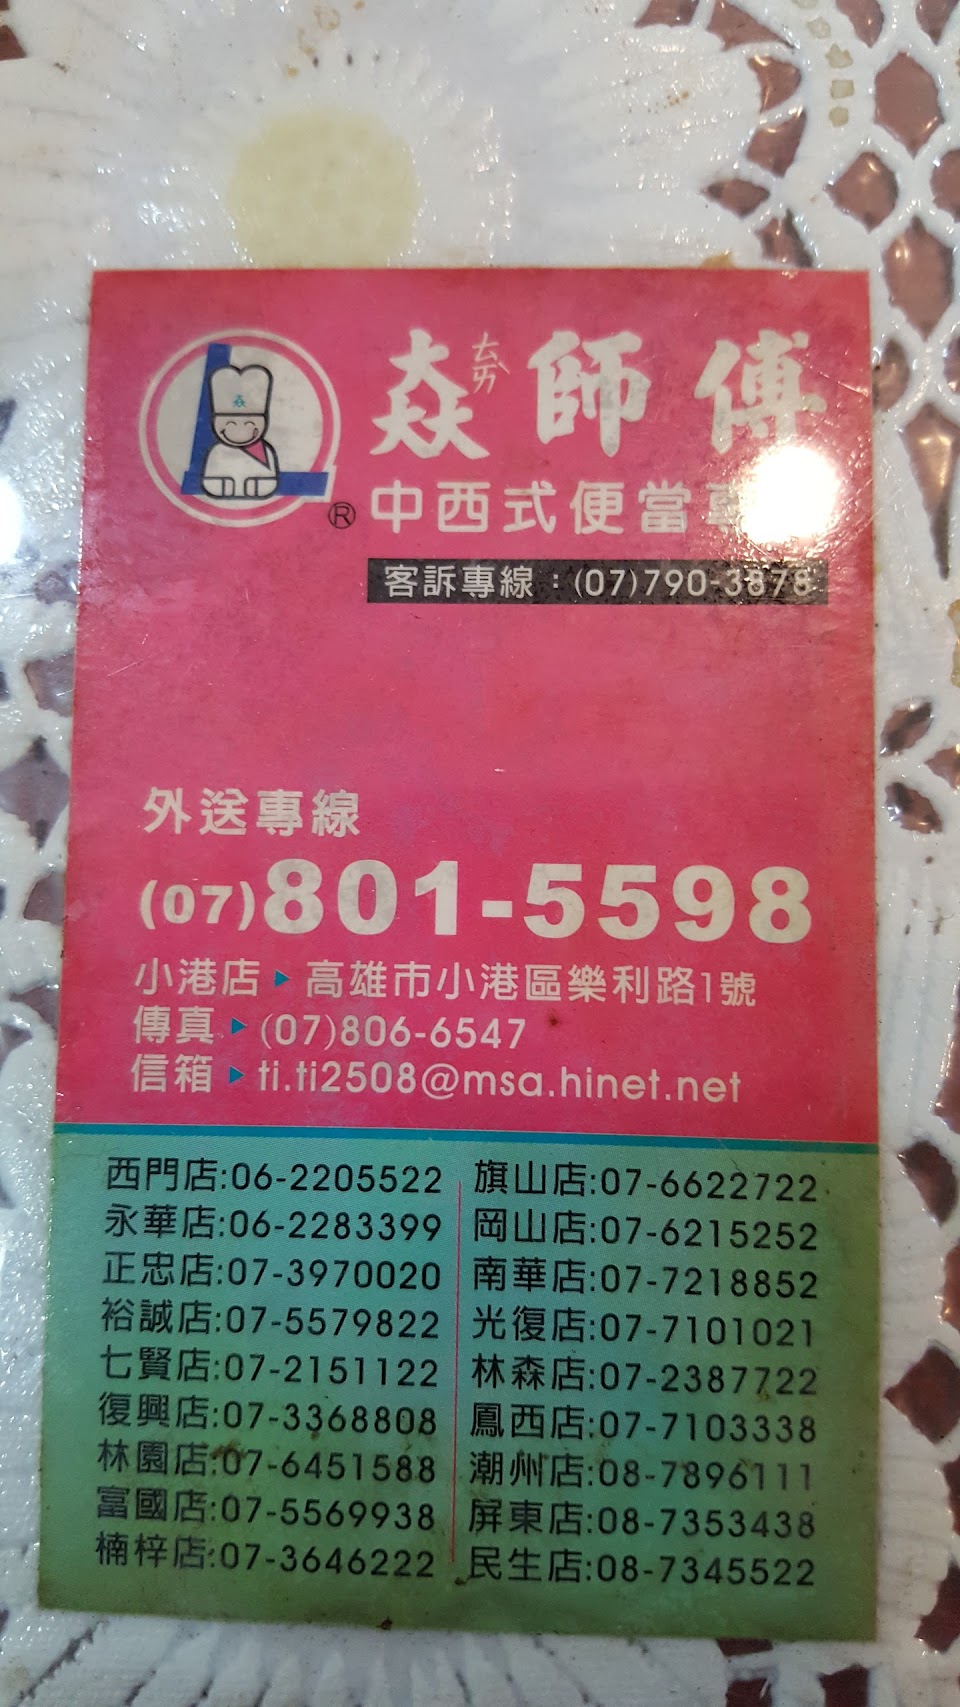 焱師傅
ㄊㄞˋ
中西式便當
®
客訴專線：(07)790-3878
外送專線
(07)801-5598
小港店▸高雄市小港區樂利路1號
傳真▸(07)806-6547
信箱▸ti.ti2508@msa.hinet.net
西門店:06-2205522
永華店:06-2283399
正忠店:07-3970020
裕誠店:07-5579822
七賢店:07-2151122
復興店:07-3368808
林園店:07-6451588
富國店:07-5569938
楠梓店:07-3646222
旗山店:07-6622722
岡山店:07-6215252
南華店:07-7218852
光復店:07-7101021
林森店:07-2387722
鳳西店:07-7103338
潮州店:08-7896111
屏東店:08-7353438
民生店:08-7345522